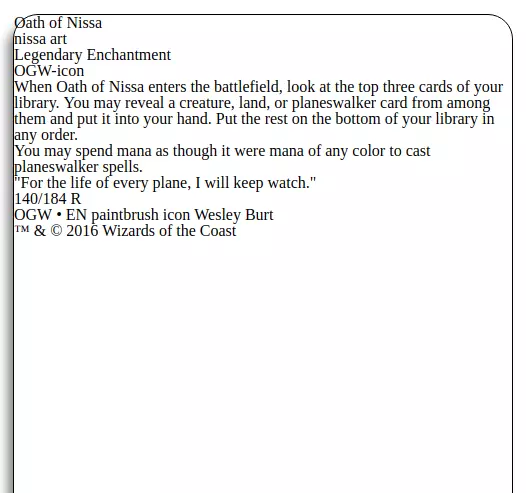 Oath of Nissa
nissa art
Legendary Enchantment
OGW-icon
When Oath of Nissa enters the battlefield, look at the top three cards of your
library. You may reveal a creature, land, or planeswalker card from among
them and put it into your hand. Put the rest on the bottom of your library in
any order.
You may spend mana as though it were mana of any color to cast
planeswalker spells.
"For the life of every plane, I will keep watch."
140/184 R
OGW • EN paintbrush icon Wesley Burt
™ & © 2016 Wizards of the Coast